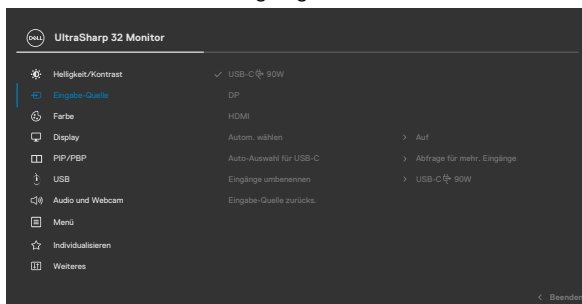 DELL UltraSharp 32 Monitor
Helligkeit/Kontrast ✓ USB-C 90W
Eingabe-Quelle DP
Farbe HDMI
Display Autom. wählen > Auf
PIP/PBP Auto-Auswahl für USB-C > Abfrage für mehr. Eingänge
USB Eingänge umbenennen > USB-C 90W
Audio und Webcam Eingabe-Quelle zurücks.
Menü
Individualisieren
Weiteres
< Beenden